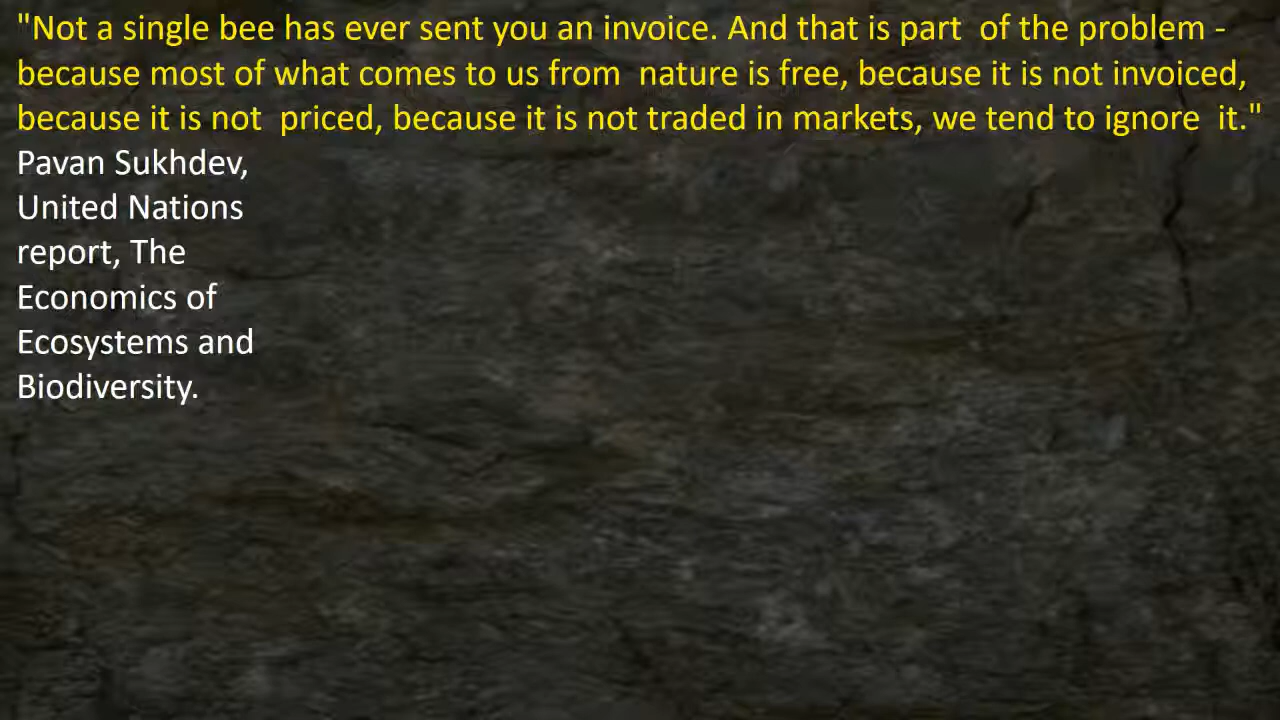 "Not a single bee has ever sent you an invoice. And that is part  of the problem -
because most of what comes to us from  nature is free, because it is not invoiced,
because it is not  priced, because it is not traded in markets, we tend to ignore  it."
Pavan Sukhdev,
United Nations
report, The
Economics of
Ecosystems and
Biodiversity.